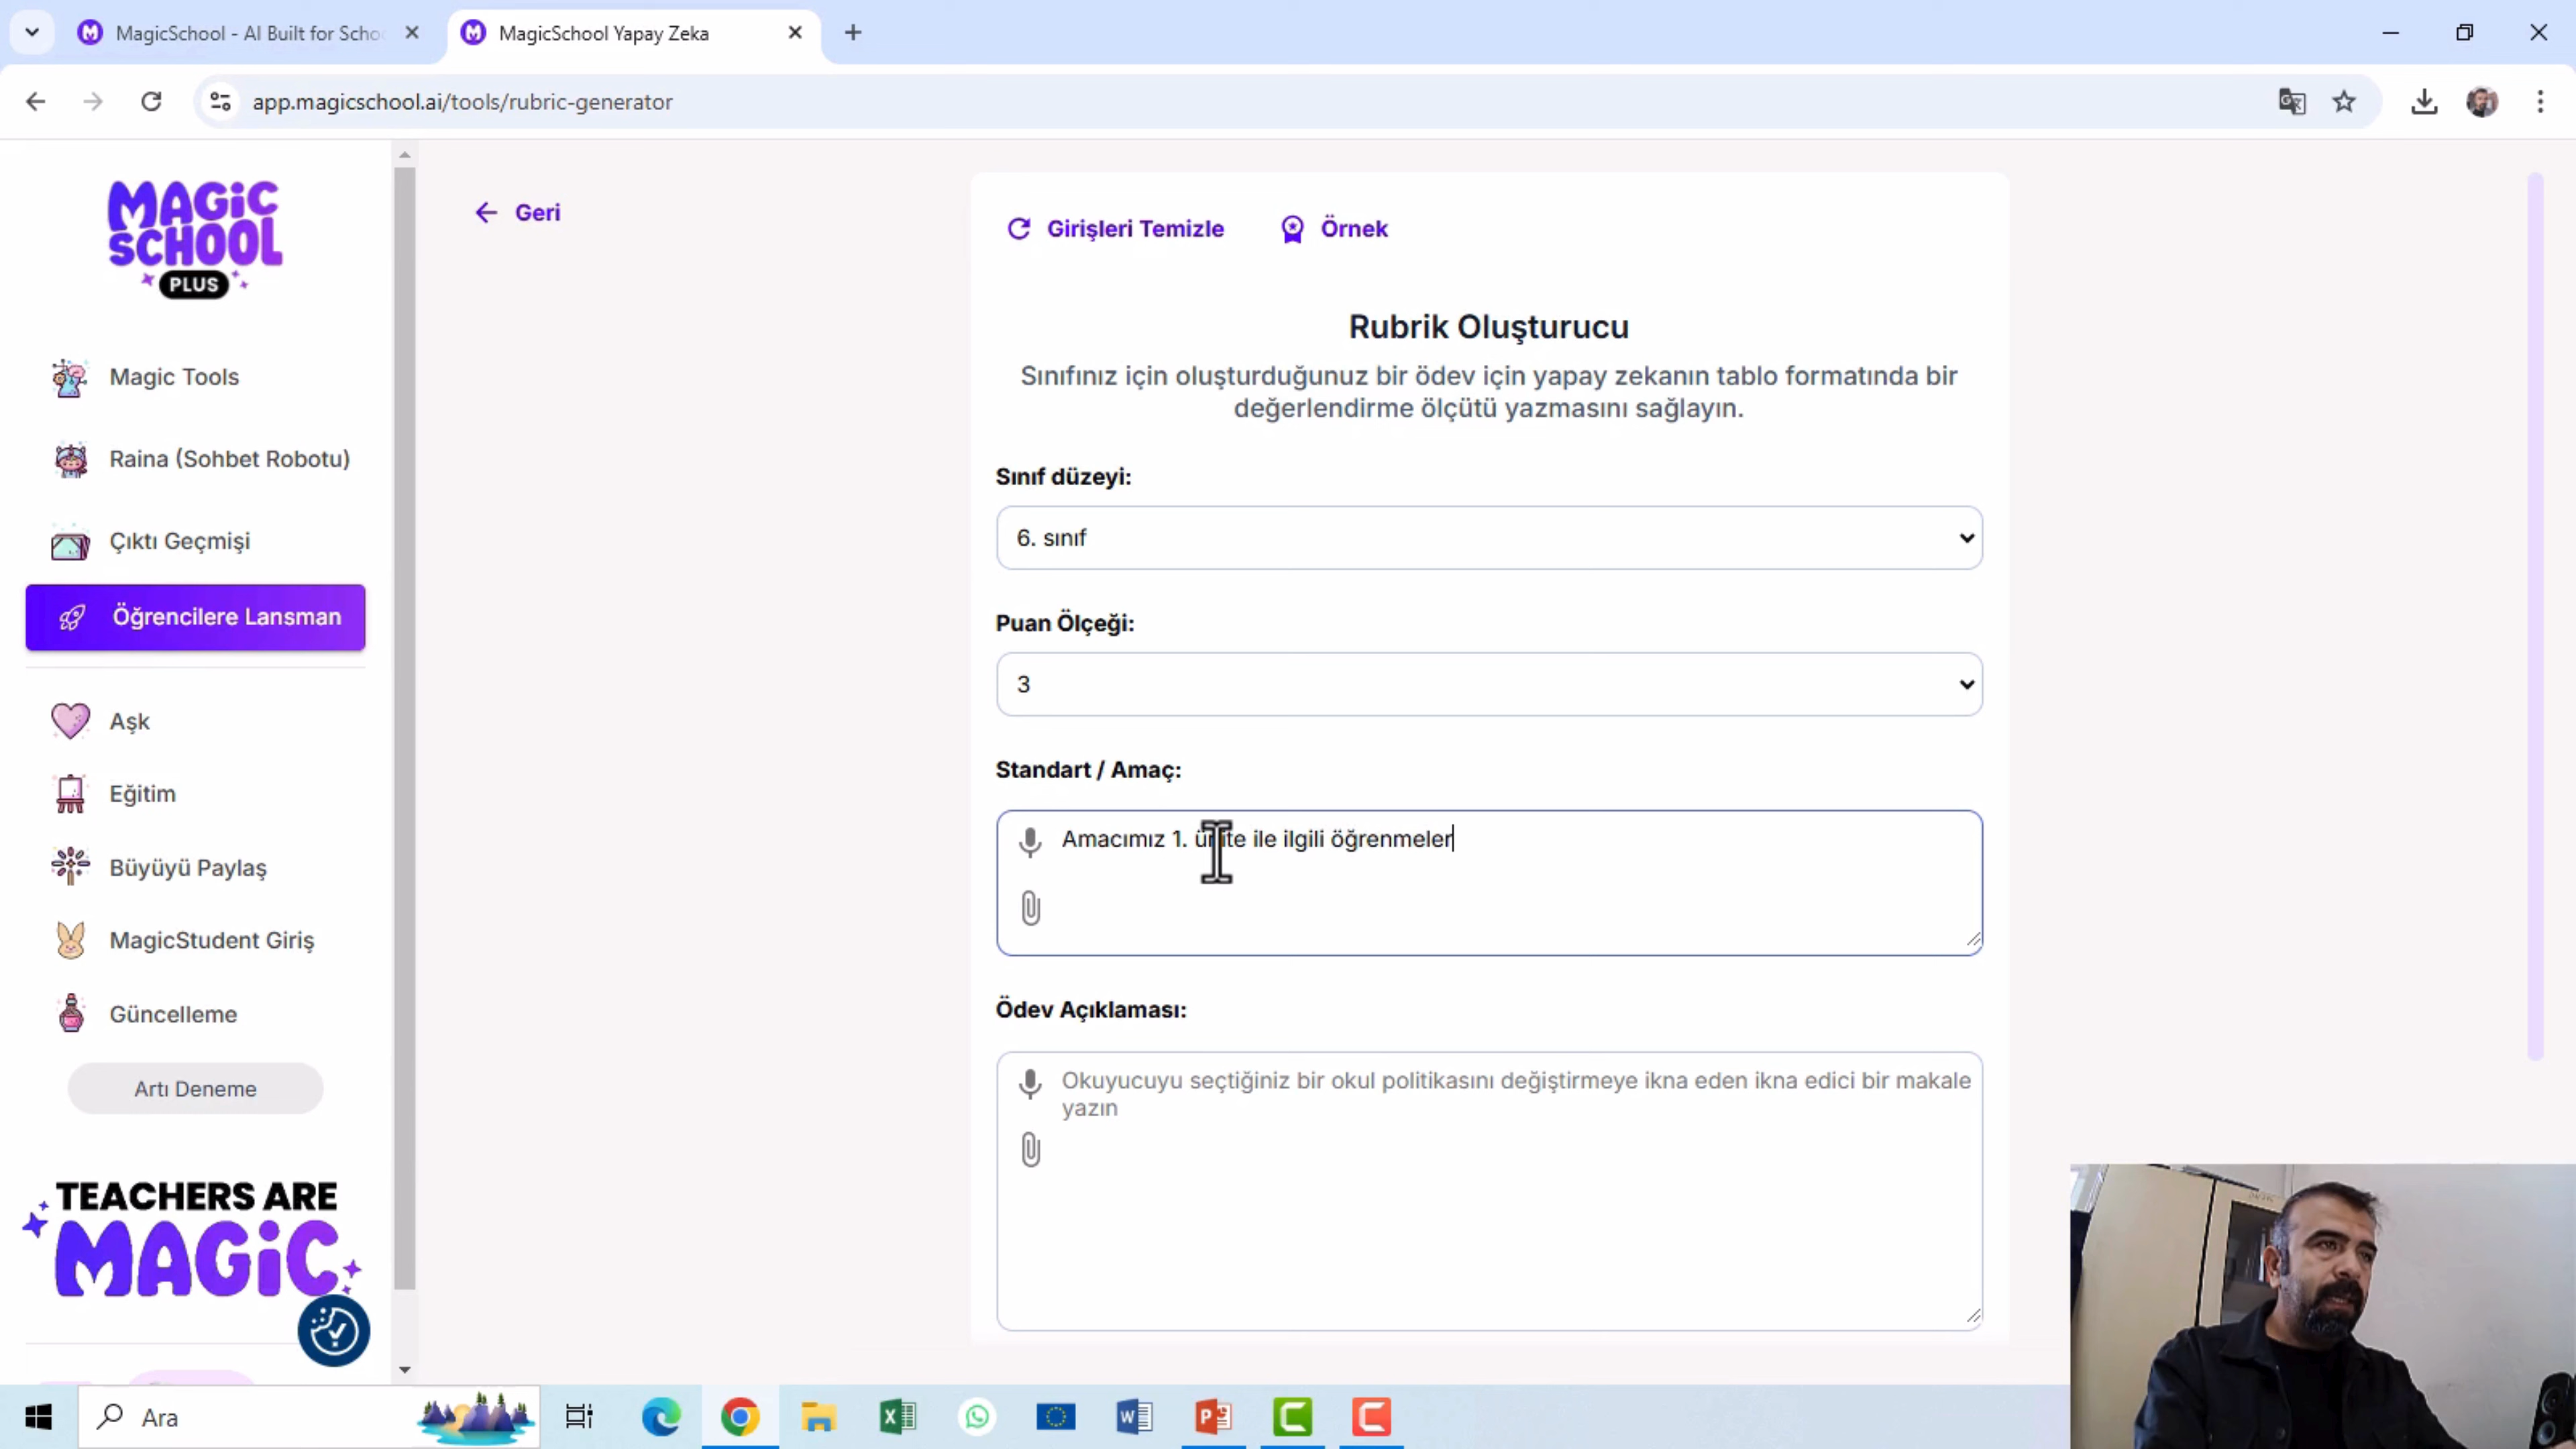 MagicSchool - AI Built for Schoo
MagicSchool Yapay Zeka
app.magicschool.ai/tools/rubric-generator
MAGIC
SCHOOL
PLUS
Magic Tools
Raina (Sohbet Robotu)
Çıktı Geçmişi
Öğrencilere Lansman
Aşk
Eğitim
Büyüyü Paylaş
MagicStudent Giriş
Güncelleme
Artı Deneme
TEACHERS ARE
MAGIC
Geri
Girişleri Temizle
Örnek
Rubrik Oluşturucu
Sınıfınız için oluşturduğunuz bir ödev için yapay zekanın tablo formatında bir
değerlendirme ölçütü yazmasını sağlayın.
Sınıf düzeyi:
6. sınıf
Puan Ölçeği:
3
Standart / Amaç:
Amacımız 1. ünite ile ilgili öğrenmeler
Ödev Açıklaması:
Okuyucuyu seçtiğiniz bir okul politikasını değiştirmeye ikna eden ikna edici bir makale
yazın
Ara